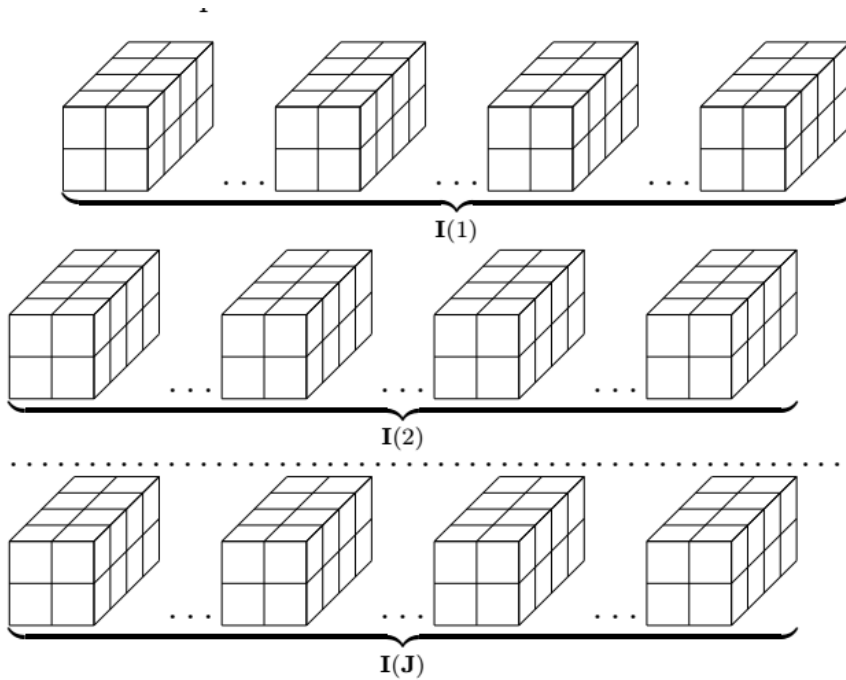 . . . . . . . . .
I(1)
. . . . . . . . .
I(2)
. . . . . . . . . . . . . . . . . . . . . . . . . . . . . . . . . . . . . . . . . . . . . . . . . . . . . .
. . . . . . . . .
I(J)